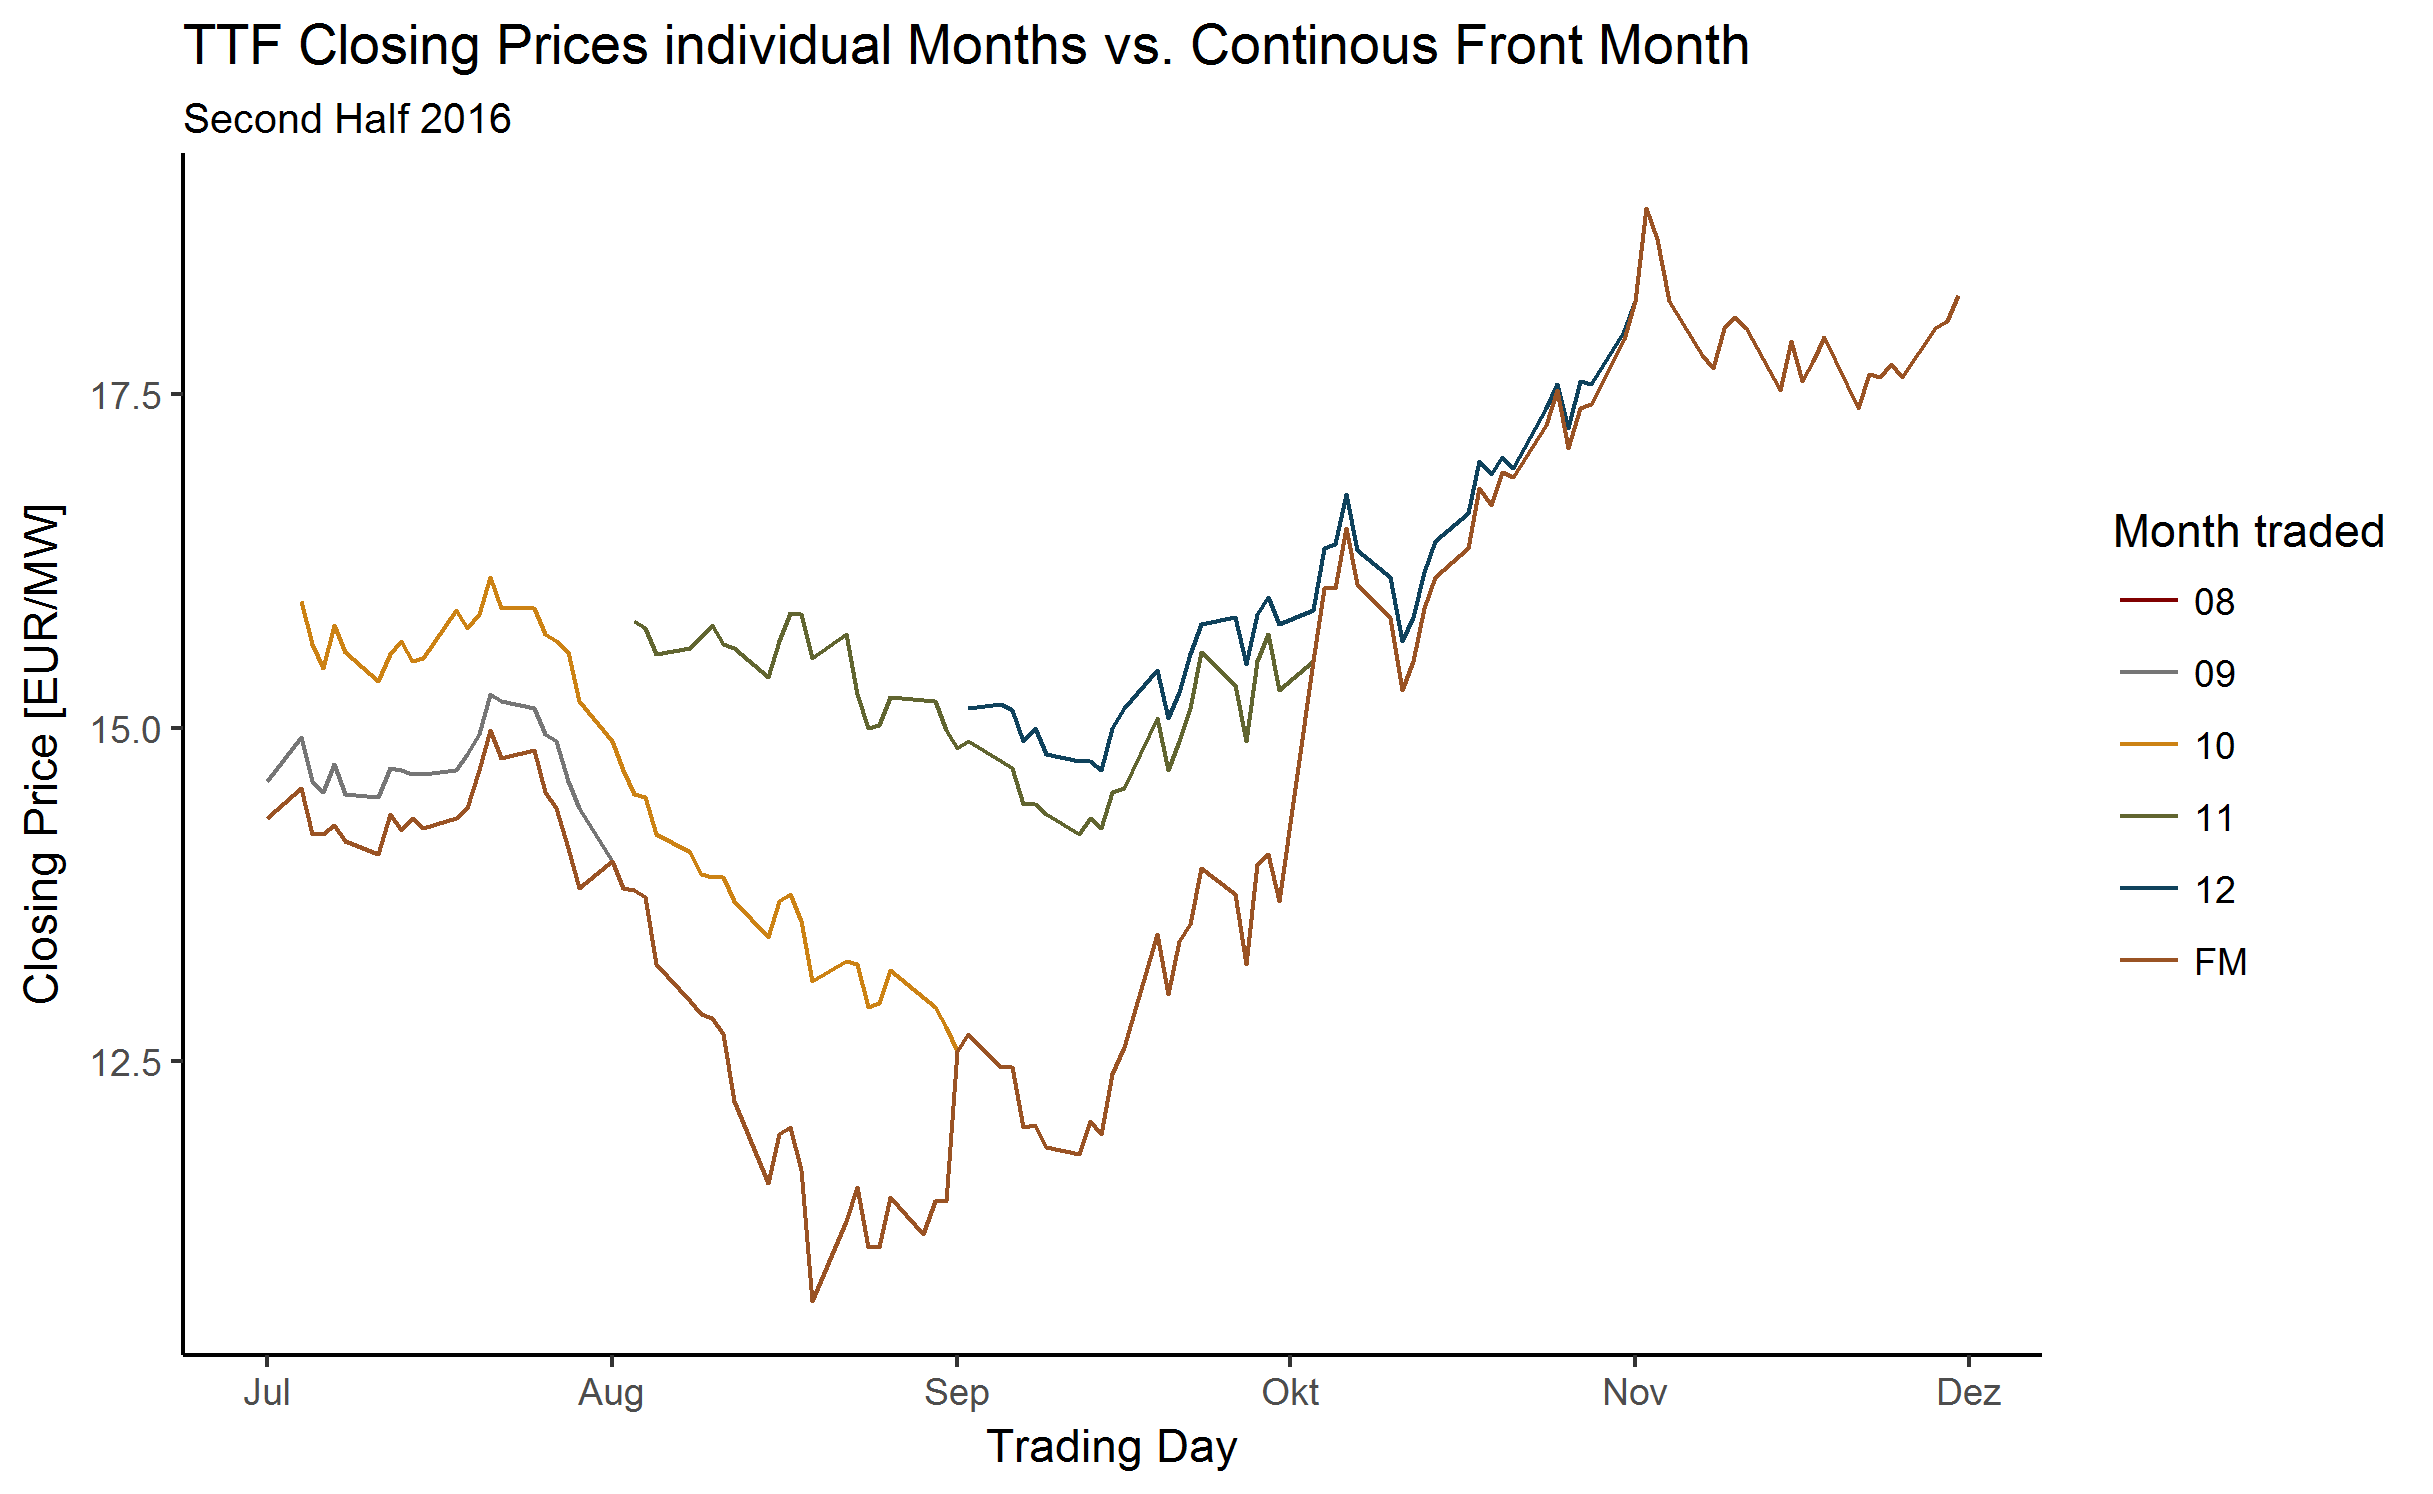 TTF Closing Prices individual Months vs. Continous Front Month
Second Half 2016
Closing Price [EUR/MW]
17.5
15.0
12.5
Jul Aug Sep Okt Nov Dez
Trading Day
Month traded
08
09
10
11
12
FM